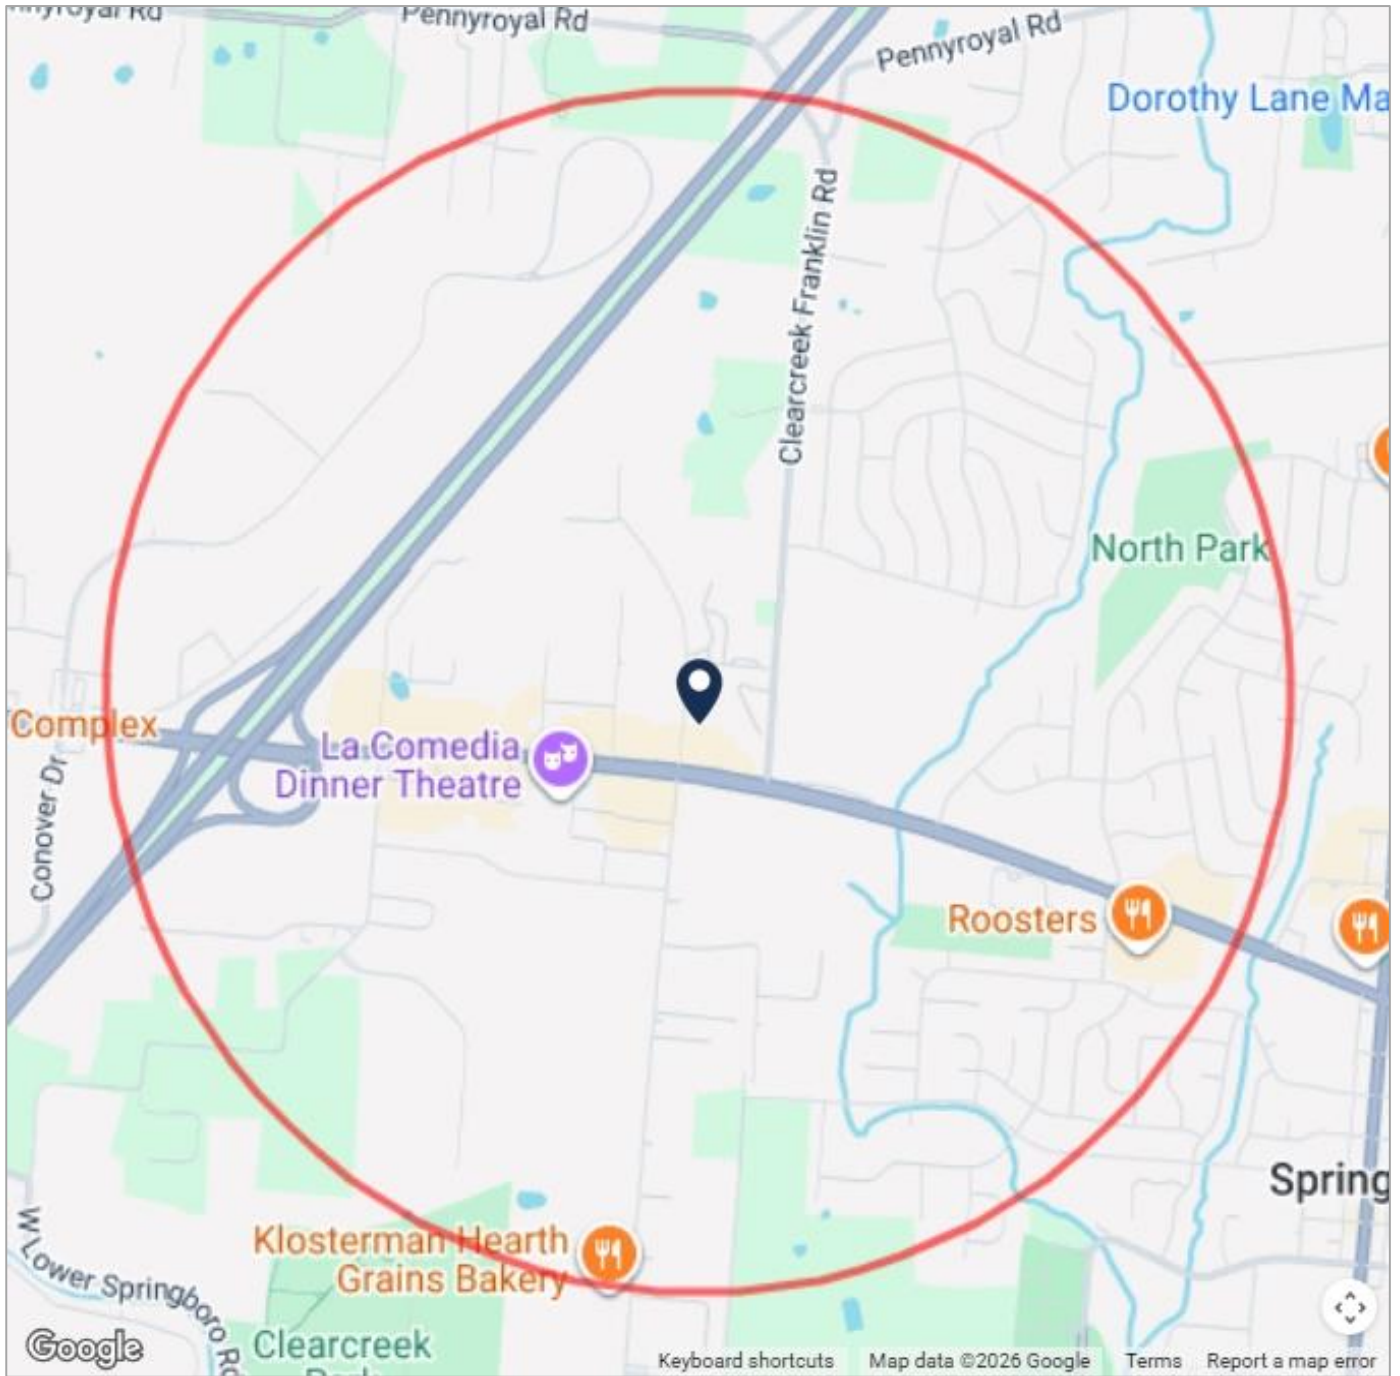 Pennyroyal Rd
Pennyroyal Rd
Dorothy Lane Ma
Clearcreek Franklin Rd
North Park
Complex
La Comedia
Dinner Theatre
Conover Dr
Roosters
Spring
Klosterman Hearth
Grains Bakery
W Lower Springboro Rd
Clearcreek
Google
Keyboard shortcuts
Map data ©2026 Google
Terms
Report a map error